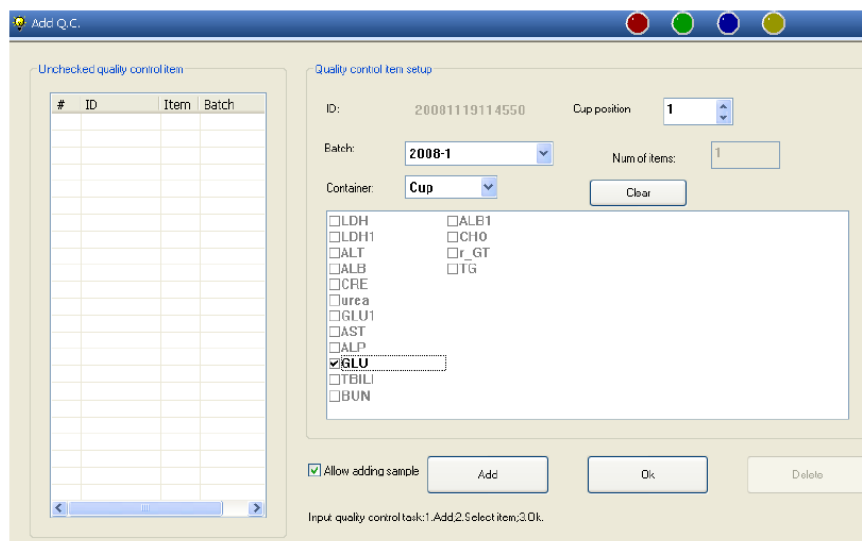 Add Q.C.
Unchecked quality control item
# ID Item Batch
Quality control item setup
ID: 20081119114550 Cup position 1
Batch: 2008-1 Num of items: 1
Container: Cup Clear
LDH ALB1
LDH1 CHO
ALT r_GT
ALB TG
CRE
urea
GLU1
AST
ALP
GLU
TBILI
BUN
Allow adding sample Add Ok Delete
Input quality control task:1.Add;2.Select item;3.Ok.